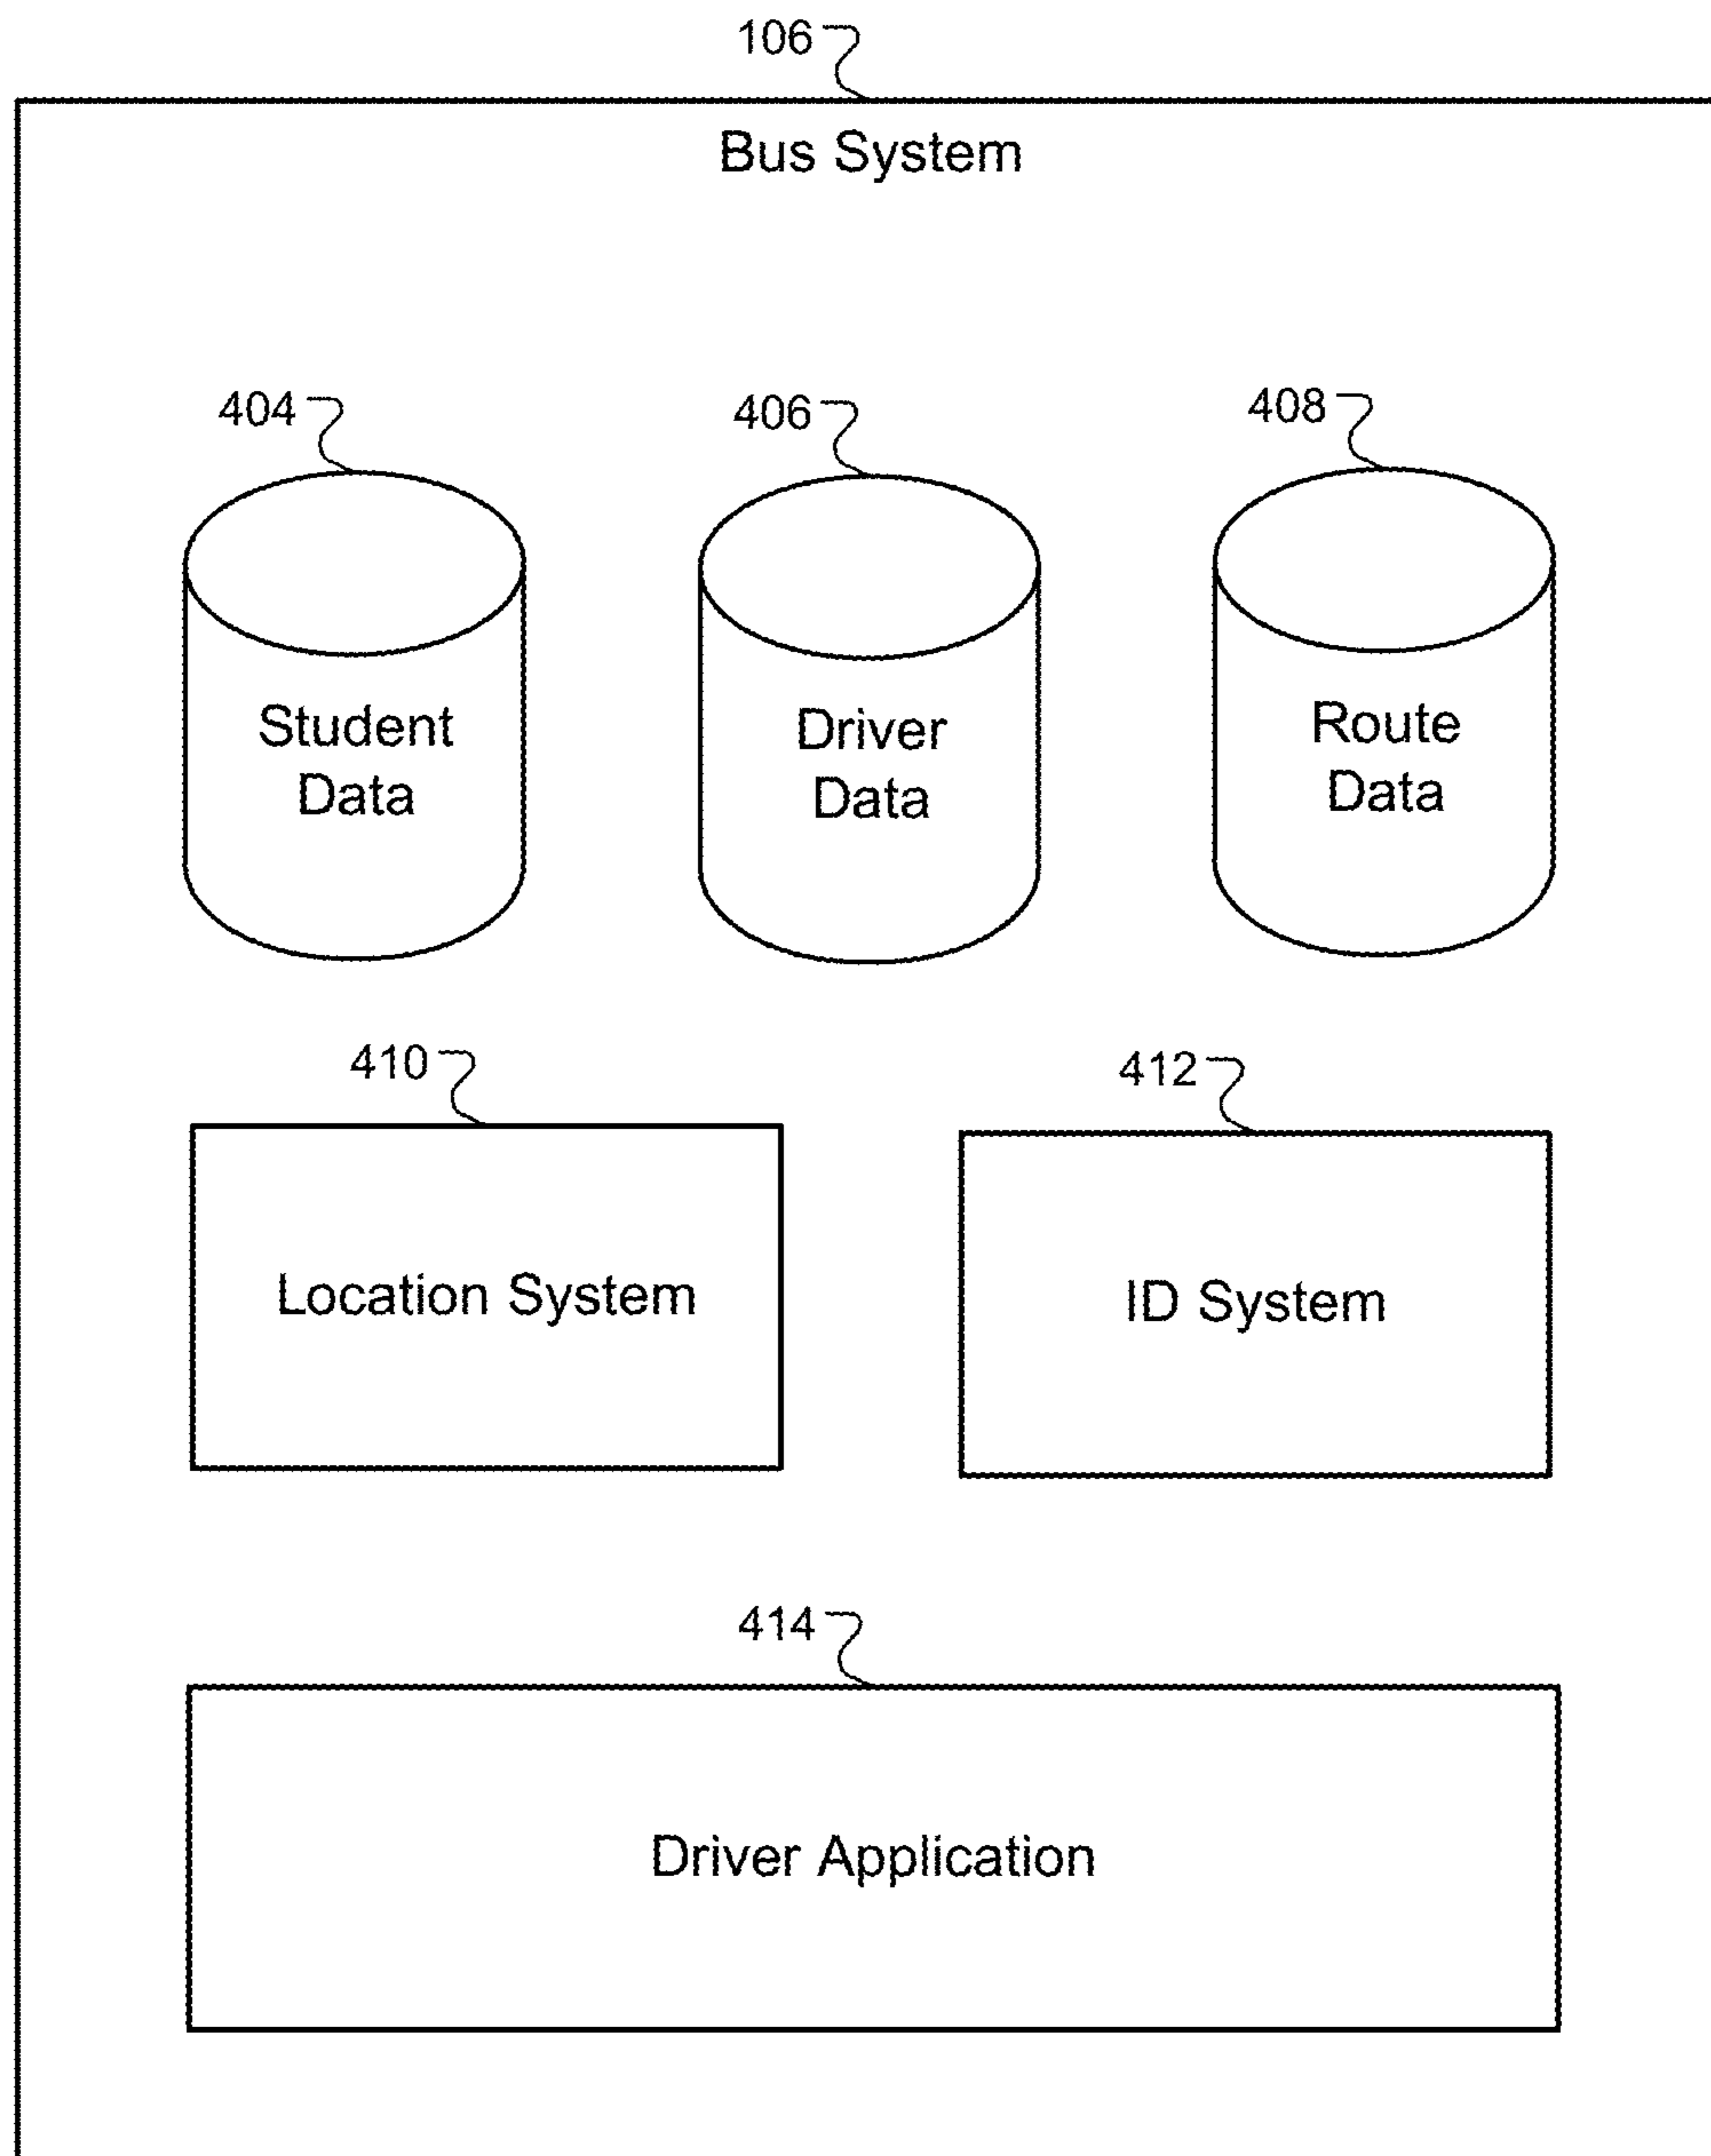 106
Bus System
404
406
408
Student
Data
Driver
Data
Route
Data
410
412
Location System
ID System
414
Driver Application